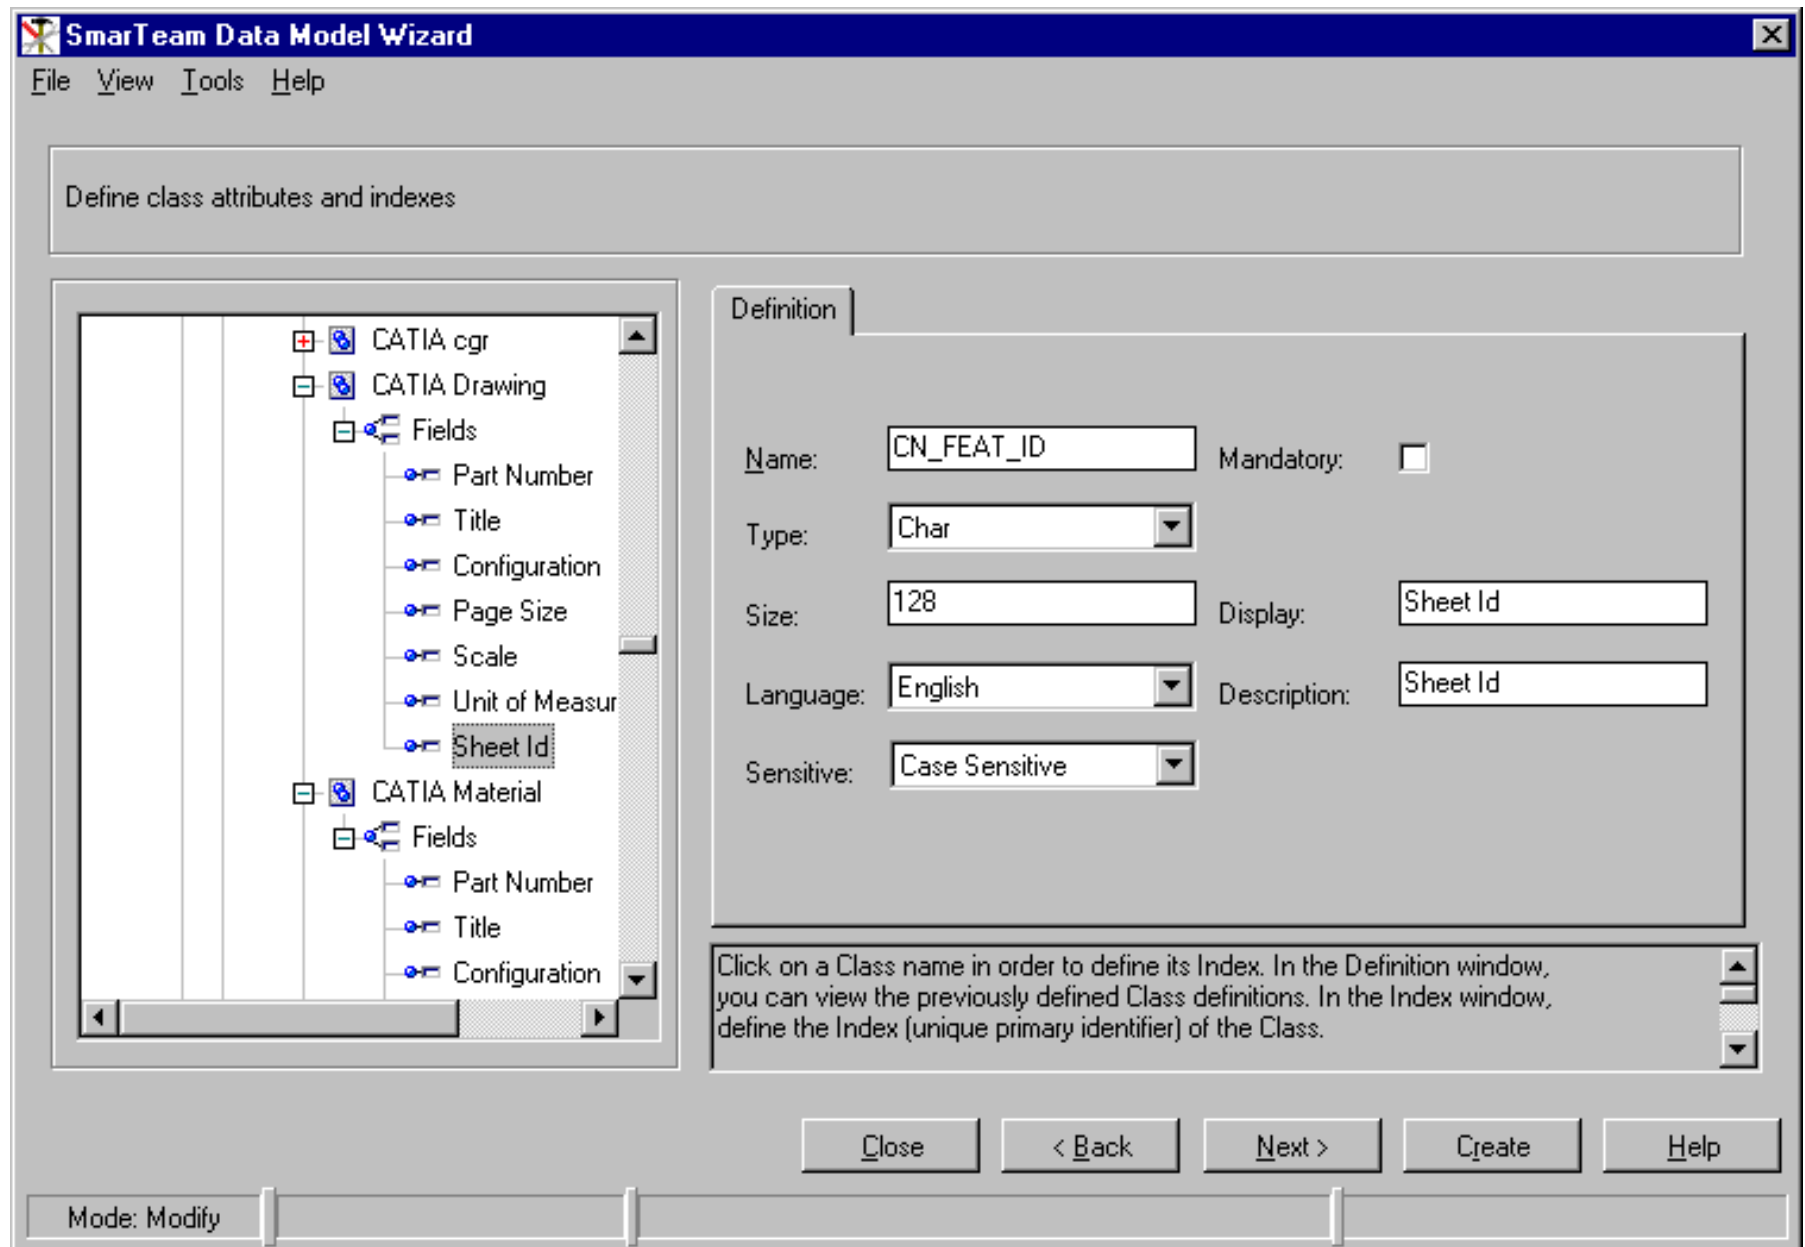 SmarTeam Data Model Wizard
File View Tools Help
Define class attributes and indexes
CATIA cgr
CATIA Drawing
Fields
Part Number
Title
Configuration
Page Size
Scale
Unit of Measur
Sheet Id
CATIA Material
Fields
Part Number
Title
Configuration
Definition
Name: CN_FEAT_ID Mandatory:
Type: Char
Size: 128 Display: Sheet Id
Language: English Description: Sheet Id
Sensitive: Case Sensitive
Click on a Class name in order to define its Index. In the Definition window,
you can view the previously defined Class definitions. In the Index window,
define the Index (unique primary identifier) of the Class.
Close < Back Next > Create Help
Mode: Modify